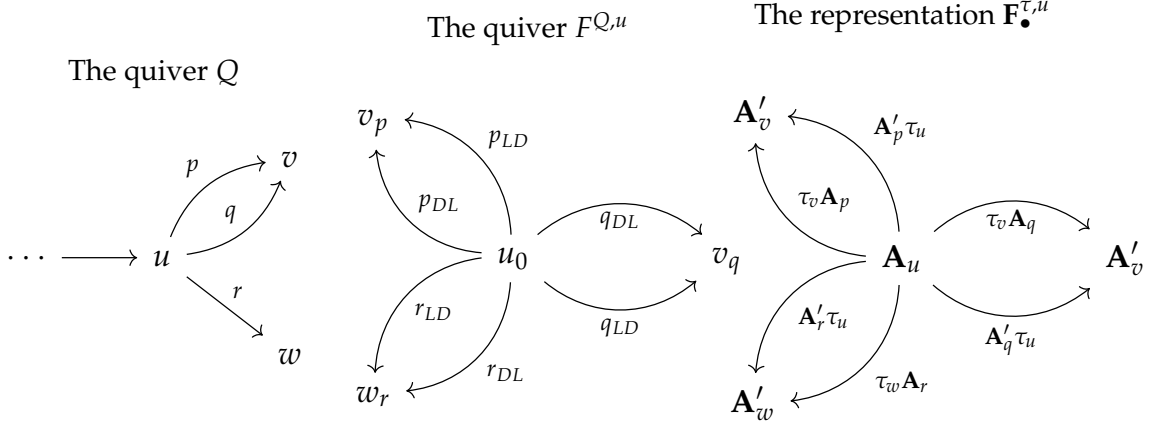 The quiver Q
The quiver F^{Q,u}
The representation 𝐅_•^{τ,u}
⋯
u
v
w
p
q
r
v_p
p_{LD}
p_{DL}
u_0
q_{DL}
q_{LD}
v_q
r_{LD}
r_{DL}
w_r
𝐀′_v
𝐀′_p τ_u
τ_v 𝐀_p
𝐀_u
τ_v 𝐀_q
𝐀′_q τ_u
𝐀′_v
𝐀′_r τ_u
τ_w 𝐀_r
𝐀′_w